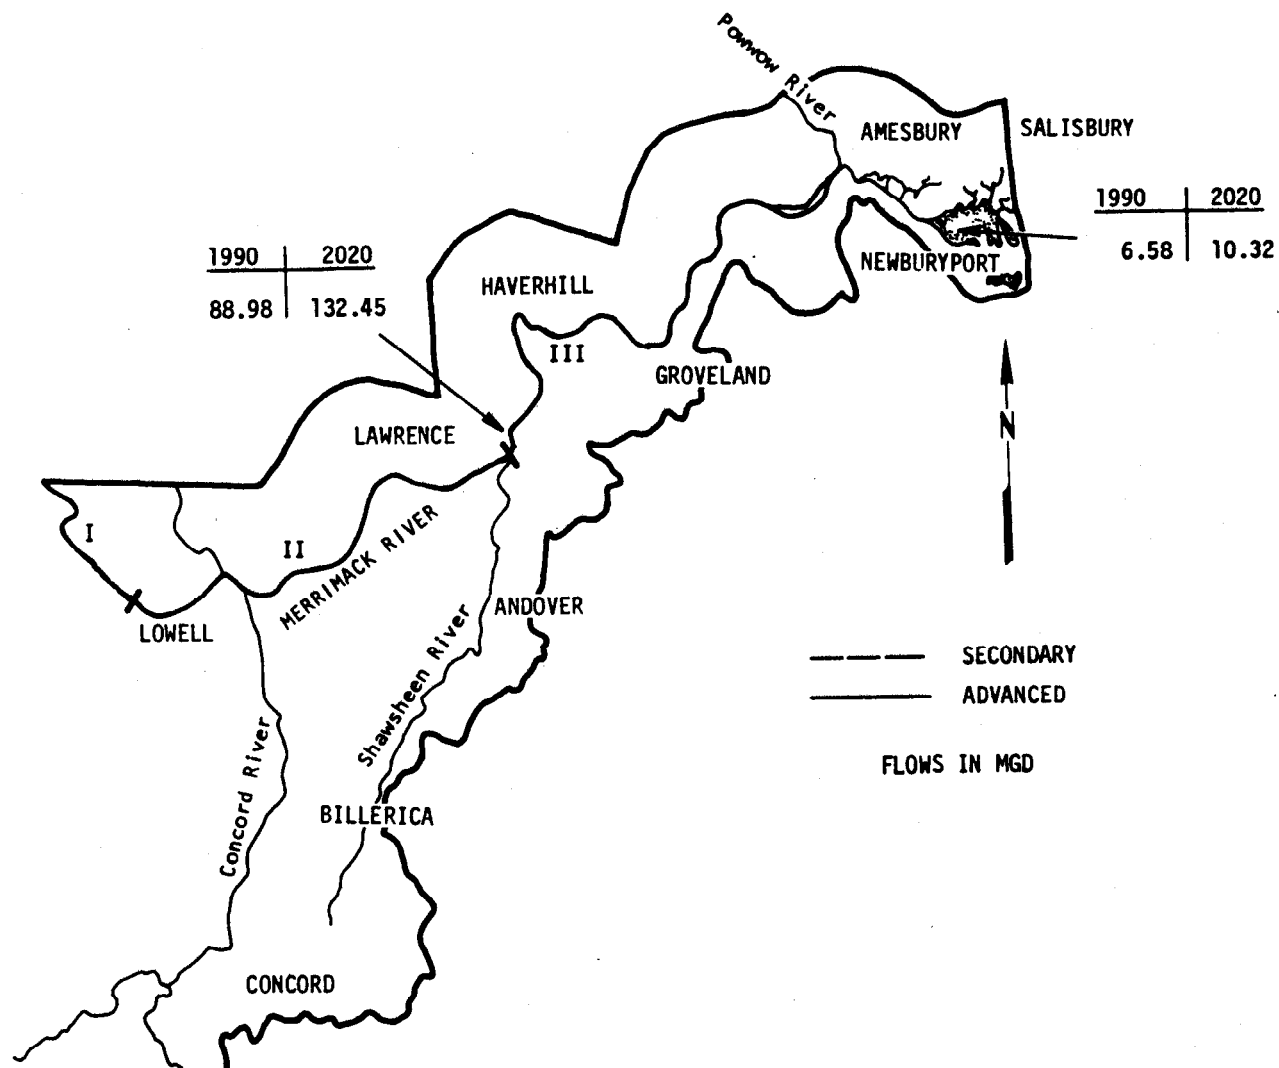 Powwow River
AMESBURY
SALISBURY
1990 2020
6.58 10.32
1990 2020
88.98 132.45
HAVERHILL
NEWBURYPORT
III
GROVELAND
LAWRENCE
N
I
II
MERRIMACK RIVER
LOWELL
ANDOVER
Shawsheen River
SECONDARY
ADVANCED
FLOWS IN MGD
Concord River
BILLERICA
CONCORD